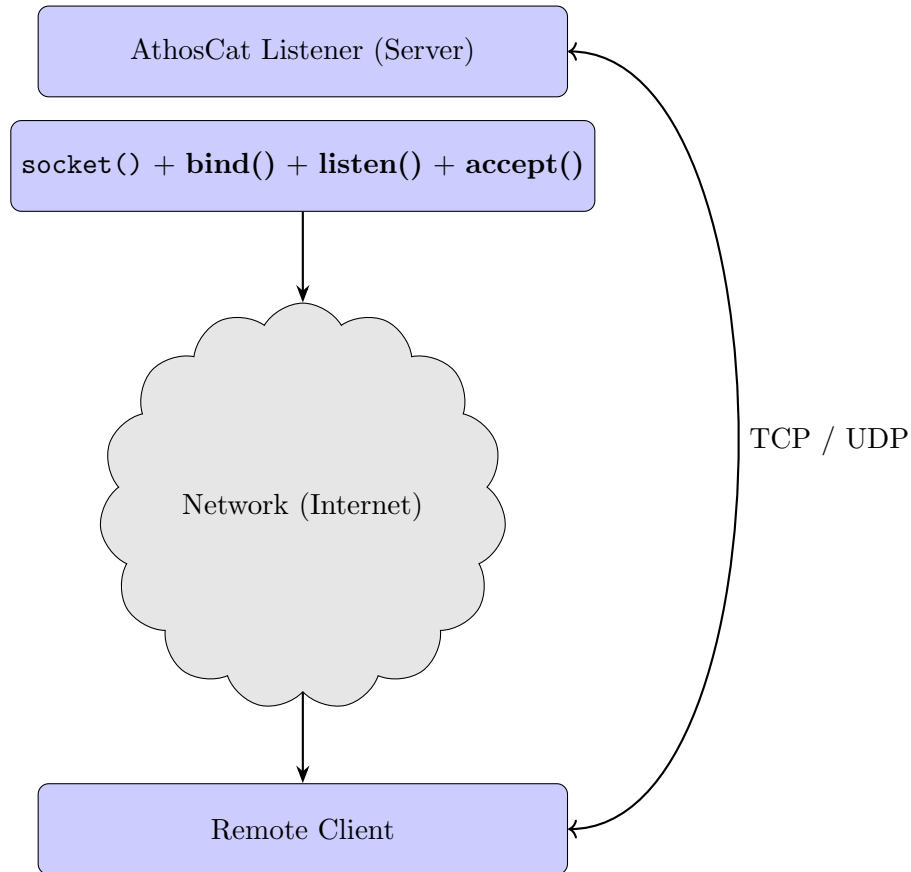 AthosCat Listener (Server)
socket() + bind() + listen() + accept()
Network (Internet)
TCP / UDP
Remote Client